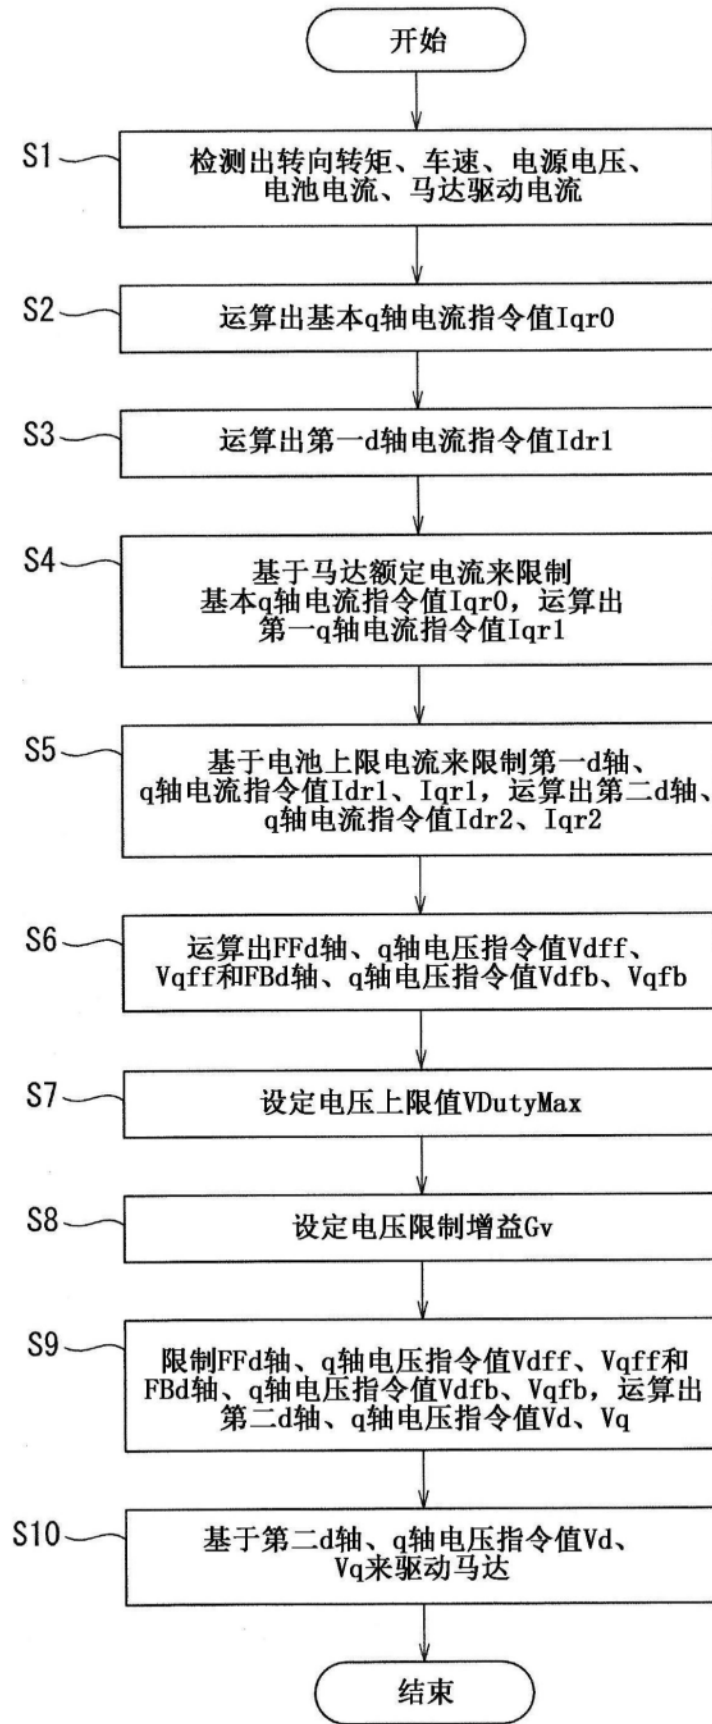 开始
S1
检测出转向转矩、车速、电源电压、
电池电流、马达驱动电流
S2
运算出基本q轴电流指令值Iqr0
S3
运算出第一d轴电流指令值Idr1
S4
基于马达额定电流来限制
基本q轴电流指令值Iqr0，运算出
第一q轴电流指令值Iqr1
S5
基于电池上限电流来限制第一d轴、
q轴电流指令值Idr1、Iqr1，运算出第二d轴、
q轴电流指令值Idr2、Iqr2
S6
运算出FFd轴、q轴电压指令值Vdff、
Vqff和FBd轴、q轴电压指令值Vdfb、Vqfb
S7
设定电压上限值VDutyMax
S8
设定电压限制增益Gv
S9
限制FFd轴、q轴电压指令值Vdff、Vqff和
FBd轴、q轴电压指令值Vdfb、Vqfb，运算出
第二d轴、q轴电压指令值Vd、Vq
S10
基于第二d轴、q轴电压指令值Vd、
Vq来驱动马达
结束